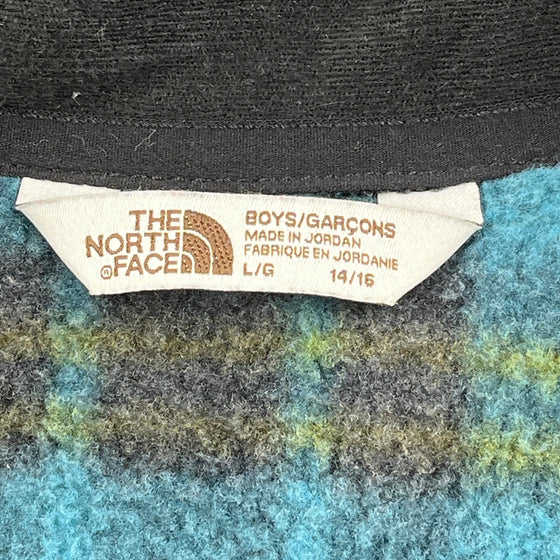 THE
NORTH
FACE
®
BOYS/GARÇONS
MADE IN JORDAN
FABRIQUE EN JORDANIE
L/G 14/16